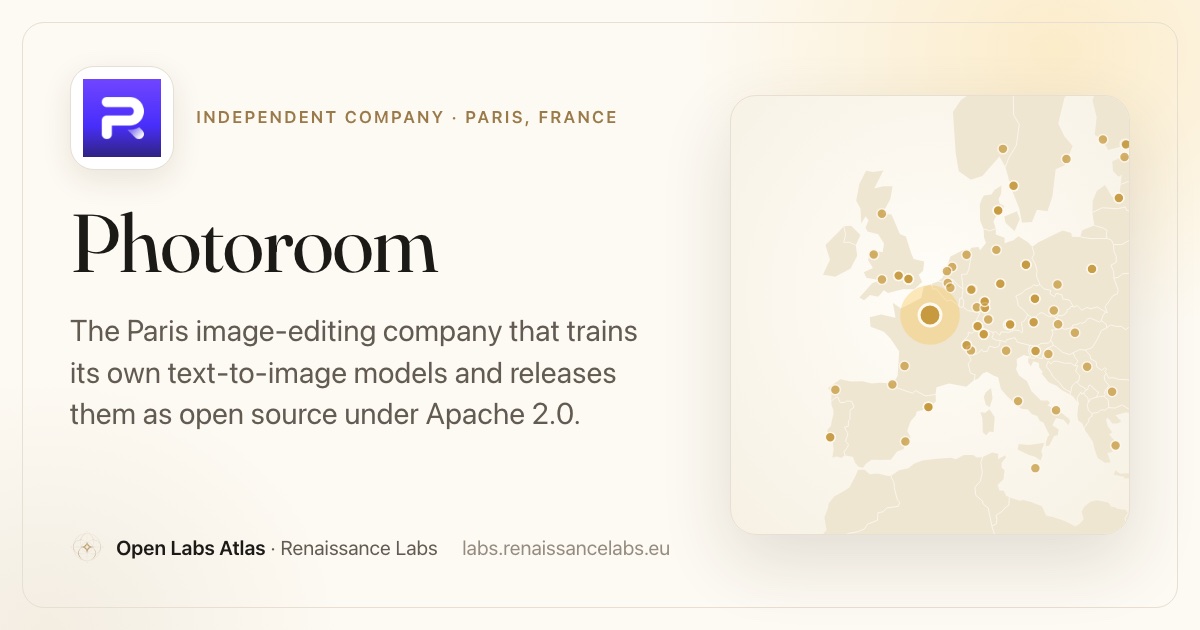 INDEPENDENT COMPANY · PARIS, FRANCE
Photoroom
The Paris image-editing company that trains
its own text-to-image models and releases
them as open source under Apache 2.0.
Open Labs Atlas · Renaissance Labs labs.renaissancelabs.eu